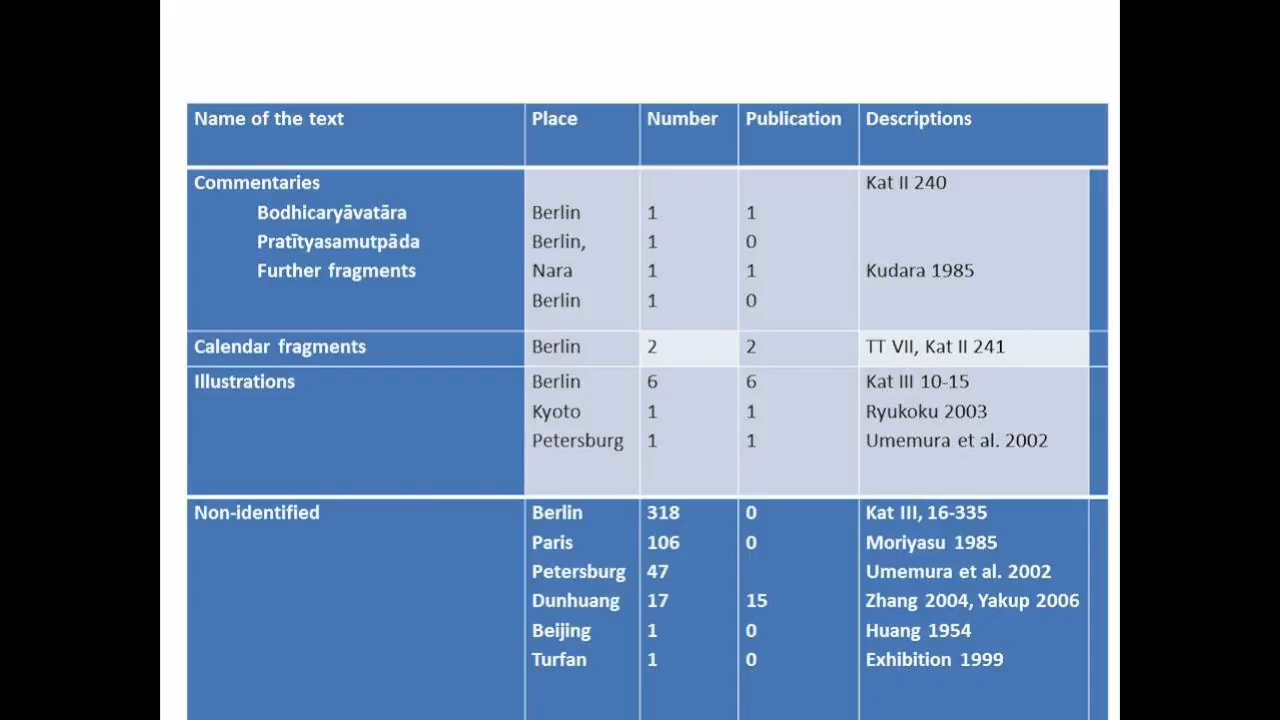 Name of the text Place Number Publication Descriptions
Commentaries Kat II 240
Bodhicaryāvatāra Berlin 1 1
Pratītyasamutpāda Berlin, 1 0
Further fragments Nara 1 1 Kudara 1985
Berlin 1 0
Calendar fragments Berlin 2 2 TT VII, Kat II 241
Illustrations Berlin 6 6 Kat III 10-15
Kyoto 1 1 Ryukoku 2003
Petersburg 1 1 Umemura et al. 2002
Non-identified Berlin 318 0 Kat III, 16-335
Paris 106 0 Moriyasu 1985
Petersburg 47 Umemura et al. 2002
Dunhuang 17 15 Zhang 2004, Yakup 2006
Beijing 1 0 Huang 1954
Turfan 1 0 Exhibition 1999